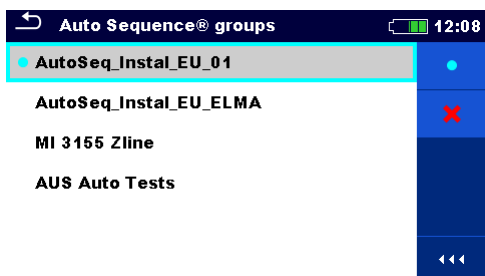 Auto Sequence® groups 12:08
AutoSeq_Instal_EU_01
AutoSeq_Instal_EU_ELMA
MI 3155 Zline
AUS Auto Tests